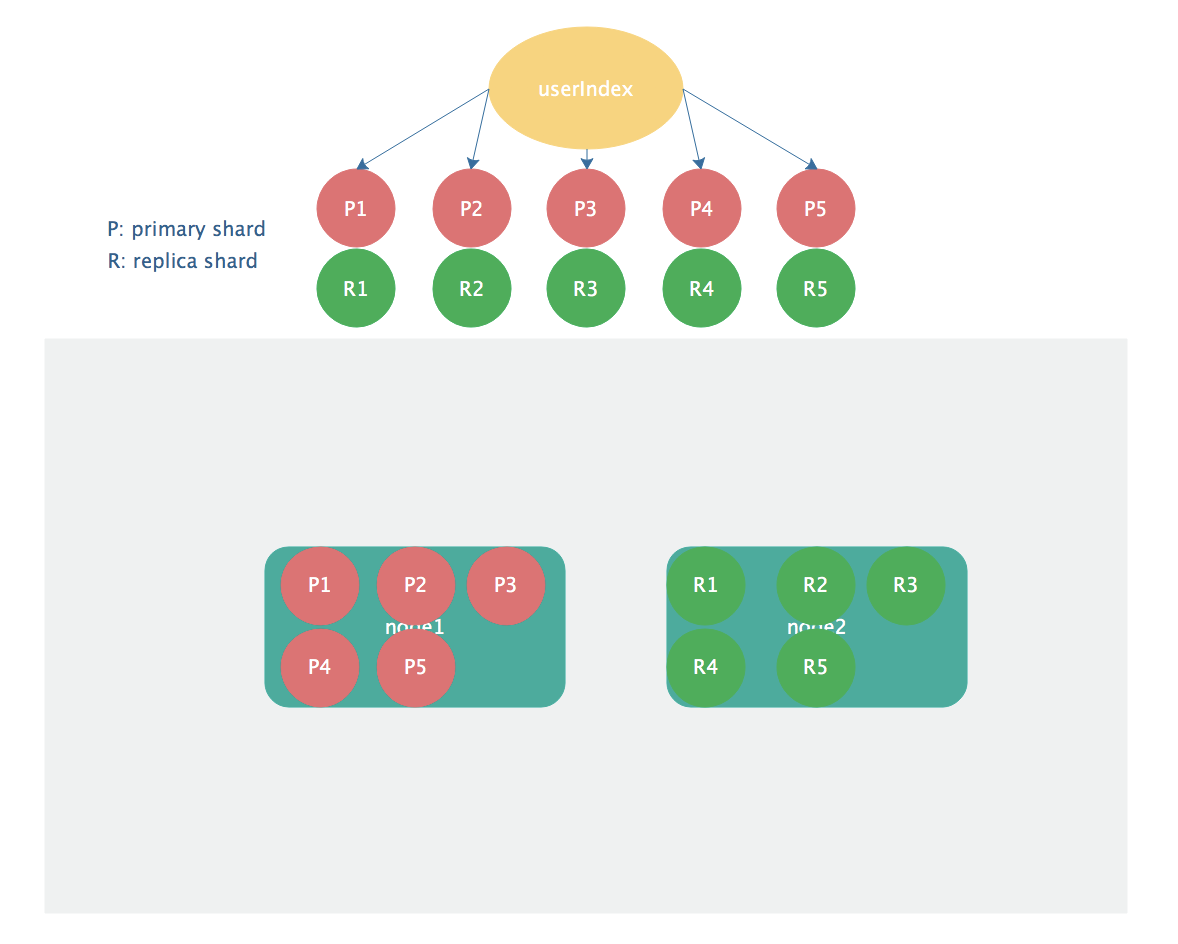 userIndex
P1 P2 P3 P4 P5
P: primary shard
R: replica shard
R1 R2 R3 R4 R5
P1 P2 P3
node1
P4 P5
R1 R2 R3
node2
R4 R5